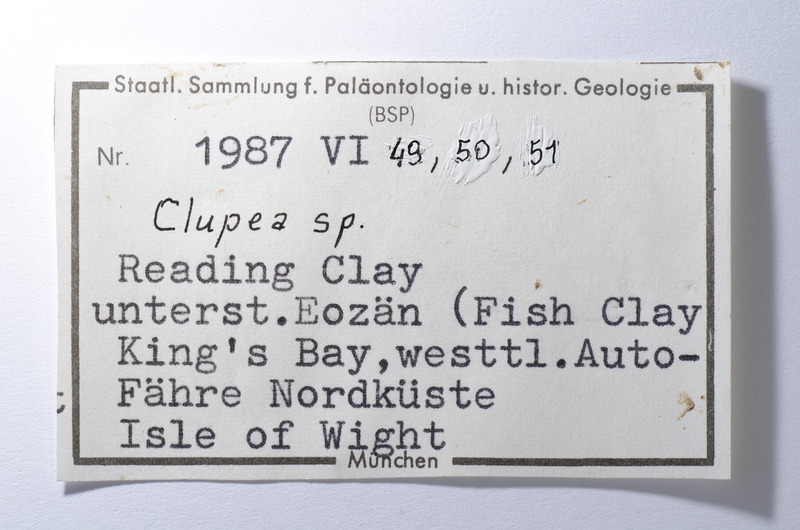 Staatl. Sammlung f. Paläontologie u. histor. Geologie
(BSP)
Nr. 1987 VI 49, 50, 51
Clupea sp.
Reading Clay
unterst.Eozän (Fish Clay
King's Bay,westtl.Auto-
Fähre Nordküste
Isle of Wight
München
t